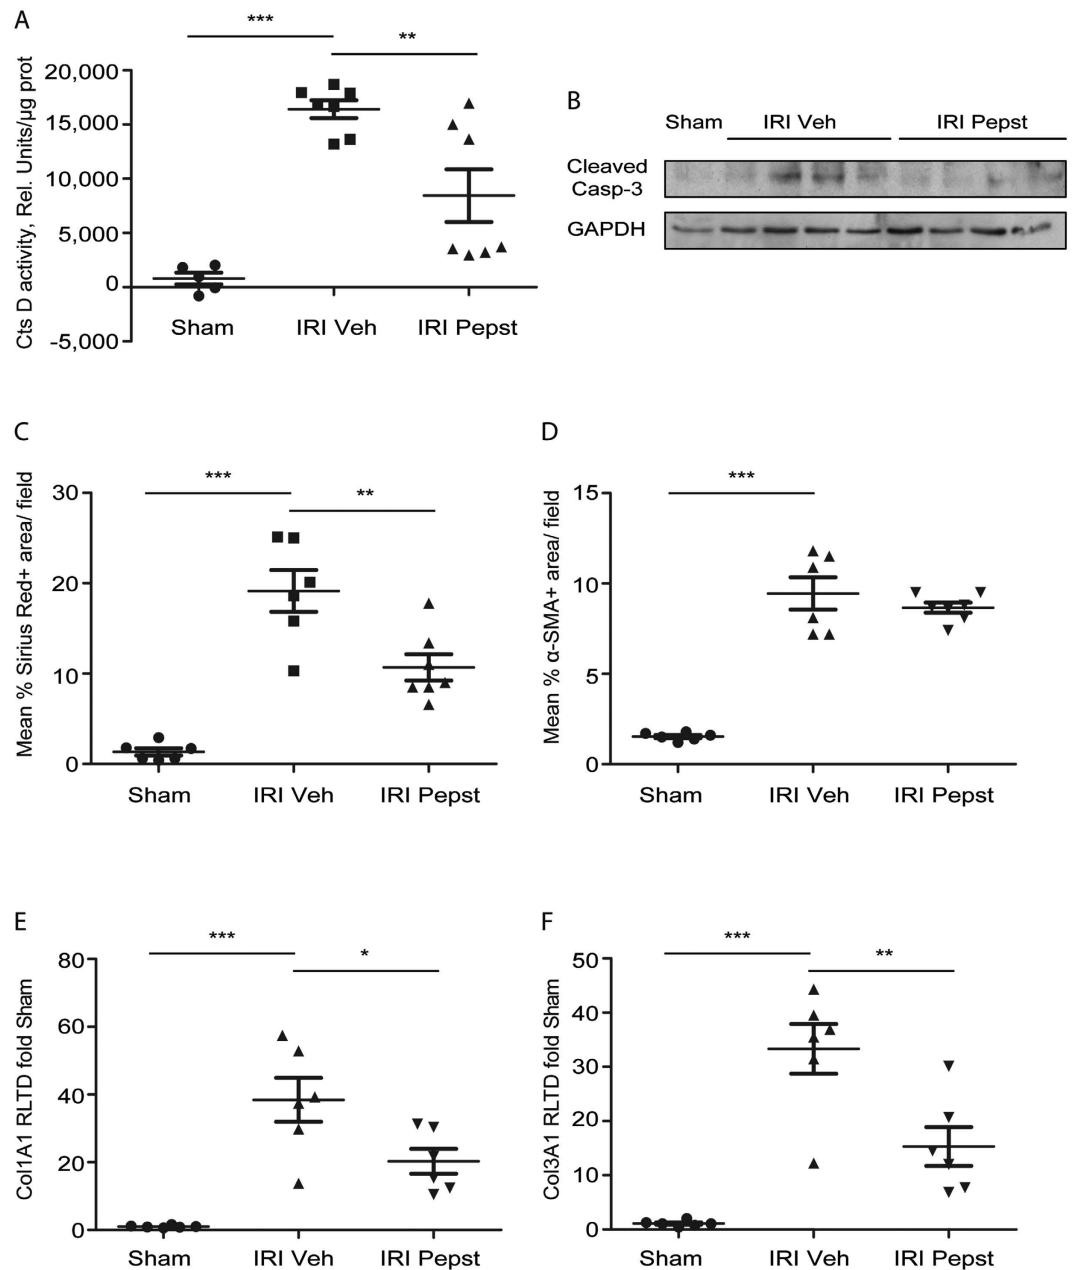 A
***
**
Cts D activity, Rel. Units/µg prot
20,000
15,000
10,000
5,000
0
-5,000
Sham IRI Veh IRI Pepst
B
Sham IRI Veh IRI Pepst
Cleaved
Casp-3
GAPDH
C
***
**
Mean % Sirius Red+ area/ field
30
20
10
0
Sham IRI Veh IRI Pepst
D
***
Mean % α-SMA+ area/ field
15
10
5
0
Sham IRI Veh IRI Pepst
E
***
*
Col1A1 RLTD fold Sham
80
60
40
20
0
Sham IRI Veh IRI Pepst
F
***
**
Col3A1 RLTD fold Sham
50
40
30
20
10
0
Sham IRI Veh IRI Pepst